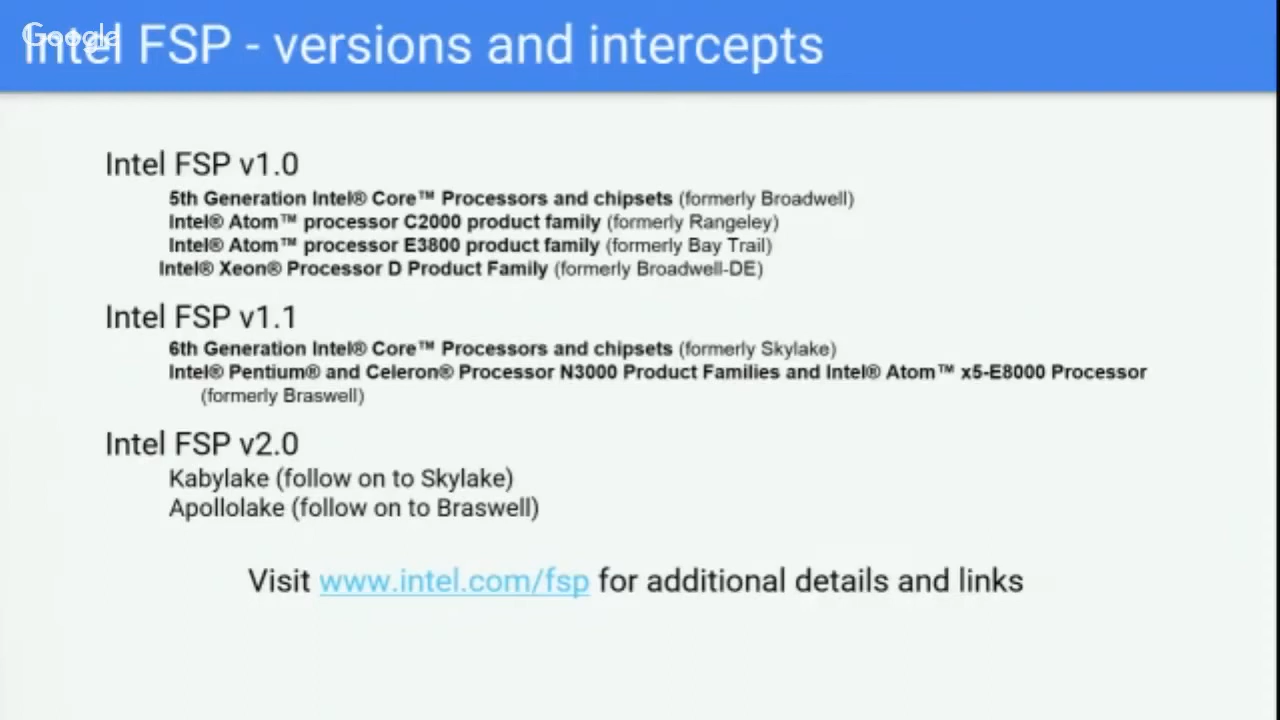 Google
Intel FSP - versions and intercepts
Intel FSP v1.0
5th Generation Intel® Core™ Processors and chipsets (formerly Broadwell)
Intel® Atom™ processor C2000 product family (formerly Rangeley)
Intel® Atom™ processor E3800 product family (formerly Bay Trail)
Intel® Xeon® Processor D Product Family (formerly Broadwell-DE)
Intel FSP v1.1
6th Generation Intel® Core™ Processors and chipsets (formerly Skylake)
Intel® Pentium® and Celeron® Processor N3000 Product Families and Intel® Atom™ x5-E8000 Processor
(formerly Braswell)
Intel FSP v2.0
Kabylake (follow on to Skylake)
Apollolake (follow on to Braswell)
Visit www.intel.com/fsp for additional details and links